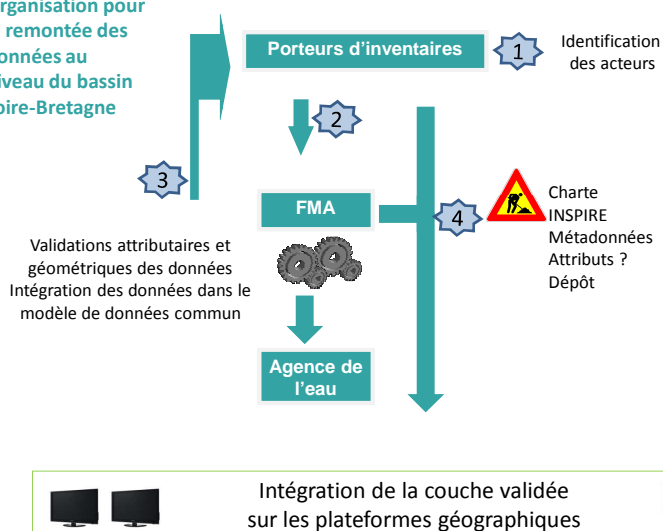 rganisation pour
remontée des
onnées au
iveau du bassin
oire-Bretagne
Porteurs d'inventaires
1
Identification
des acteurs
2
3
FMA
4
Charte
INSPIRE
Métadonnées
Attributs ?
Dépôt
Validations attributaires et
géométriques des données
Intégration des données dans le
modèle de données commun
Agence de
l'eau
Intégration de la couche validée
sur les plateformes géographiques